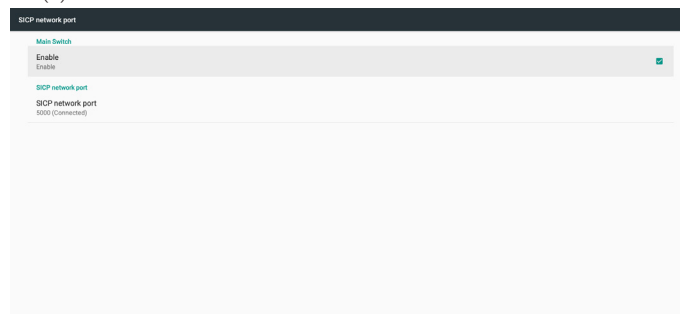 SICP network port
Main Switch
Enable
Enable
SICP network port
SICP network port
5000 (Connected)